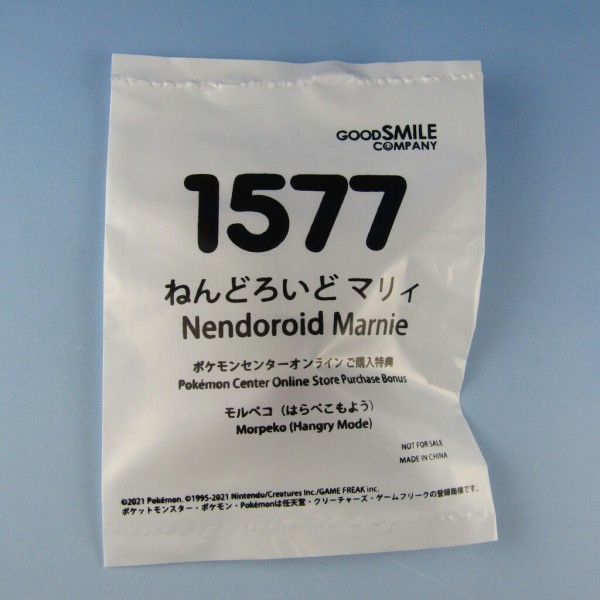 GOODSMILE
COMPANY
1577
ねんどろいど マリィ
Nendoroid Marnie
ポケモンセンターオンライン ご購入特典
Pokémon Center Online Store Purchase Bonus
モルペコ（はらぺこもよう）
Morpeko (Hangry Mode)
NOT FOR SALE
MADE IN CHINA
©2021 Pokémon. ©1995-2021 Nintendo/Creatures Inc./GAME FREAK inc.
ポケットモンスター・ポケモン・Pokémonは任天堂・クリーチャーズ・ゲームフリークの登録商標です。